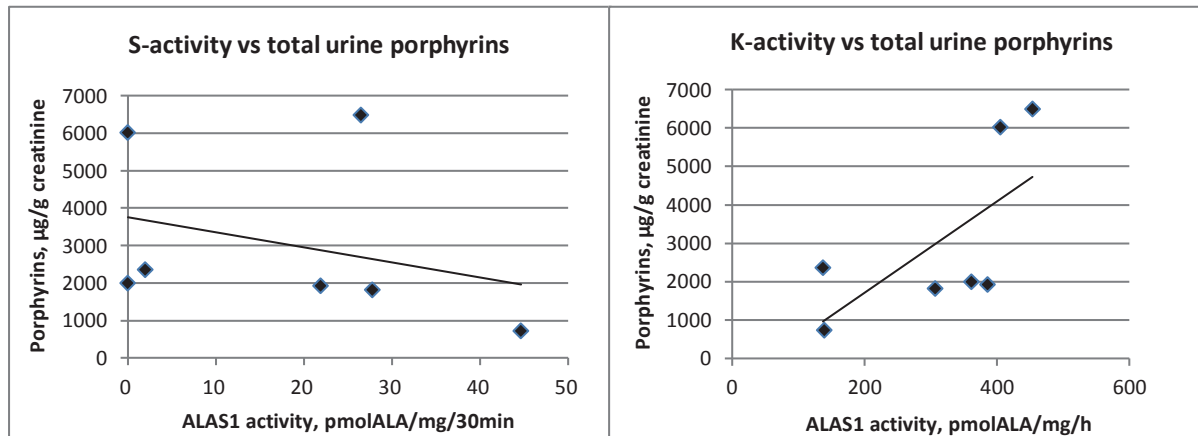 S-activity vs total urine porphyrins
Porphyrins, µg/g creatinine
7000
6000
5000
4000
3000
2000
1000
0
0 10 20 30 40 50
ALAS1 activity, pmolALA/mg/30min
K-activity vs total urine porphyrins
Porphyrins, µg/g creatinine
7000
6000
5000
4000
3000
2000
1000
0
0 200 400 600
ALAS1 activity, pmolALA/mg/h